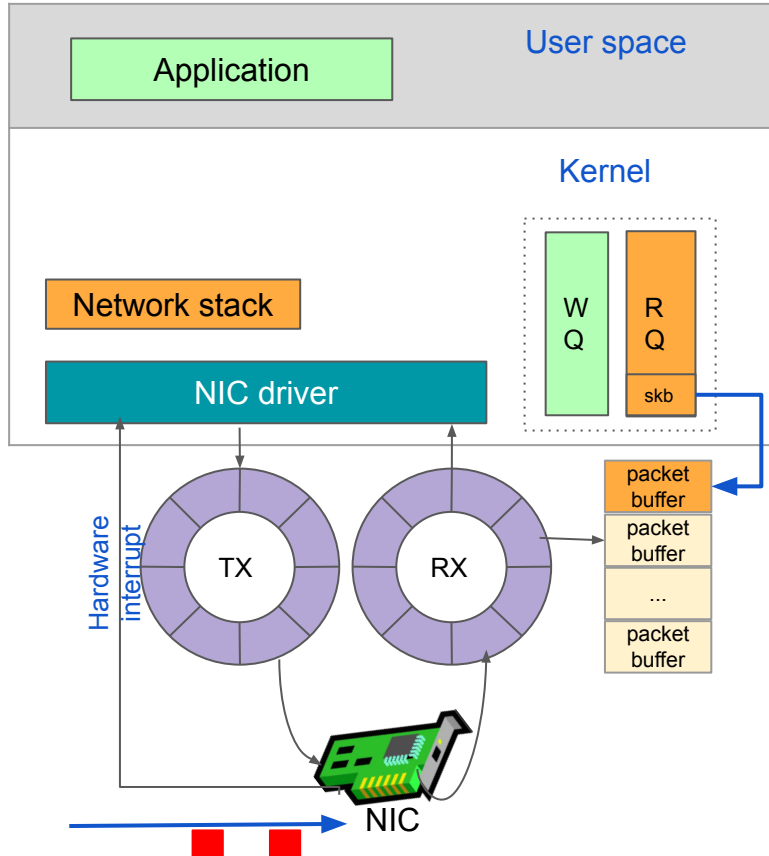 User space
Application
Kernel
W
Q
R
Q
Network stack
NIC driver
skb
packet
buffer
packet
buffer
...
packet
buffer
Hardware
interrupt
TX
RX
NIC